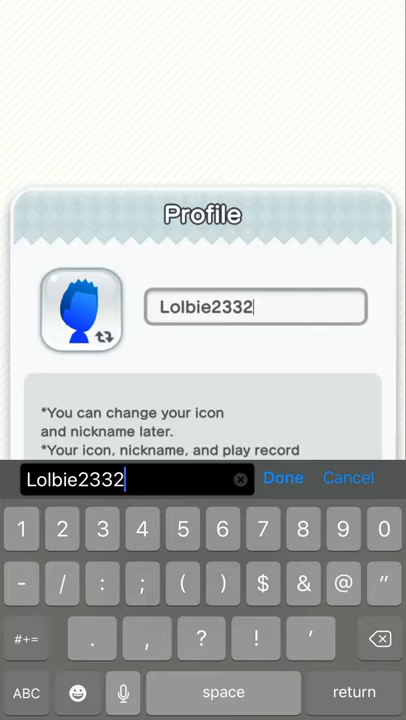 Profile
Lolbie2332
*You can change your icon
and nickname later.
*Your icon, nickname, and play record
Lolbie2332 Done Cancel
1 2 3 4 5 6 7 8 9 0
- / : ; ( ) $ & @ "
#+= . , ? ! '
ABC space return